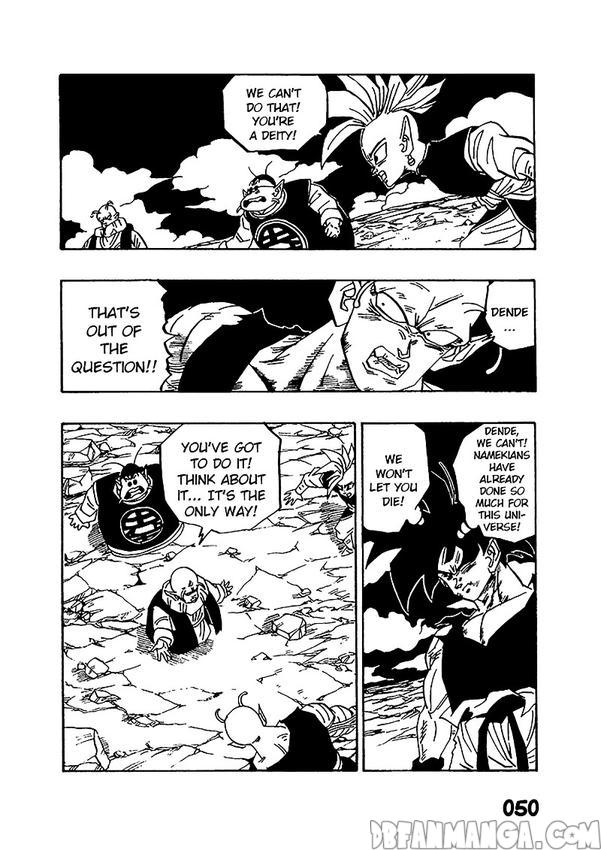 WE CAN'T
DO THAT!
YOU'RE
A DEITY!
DENDE
...
THAT'S
OUT OF
THE
QUESTION!!
DENDE,
WE CAN'T!
NAMEKIANS
HAVE
ALREADY
DONE SO
MUCH FOR
THIS UNI-
VERSE!
WE
WON'T
LET YOU
DIE!
YOU'VE GOT
TO DO IT!
THINK ABOUT
IT... IT'S THE
ONLY WAY!
050
DBFANMANGA.COM